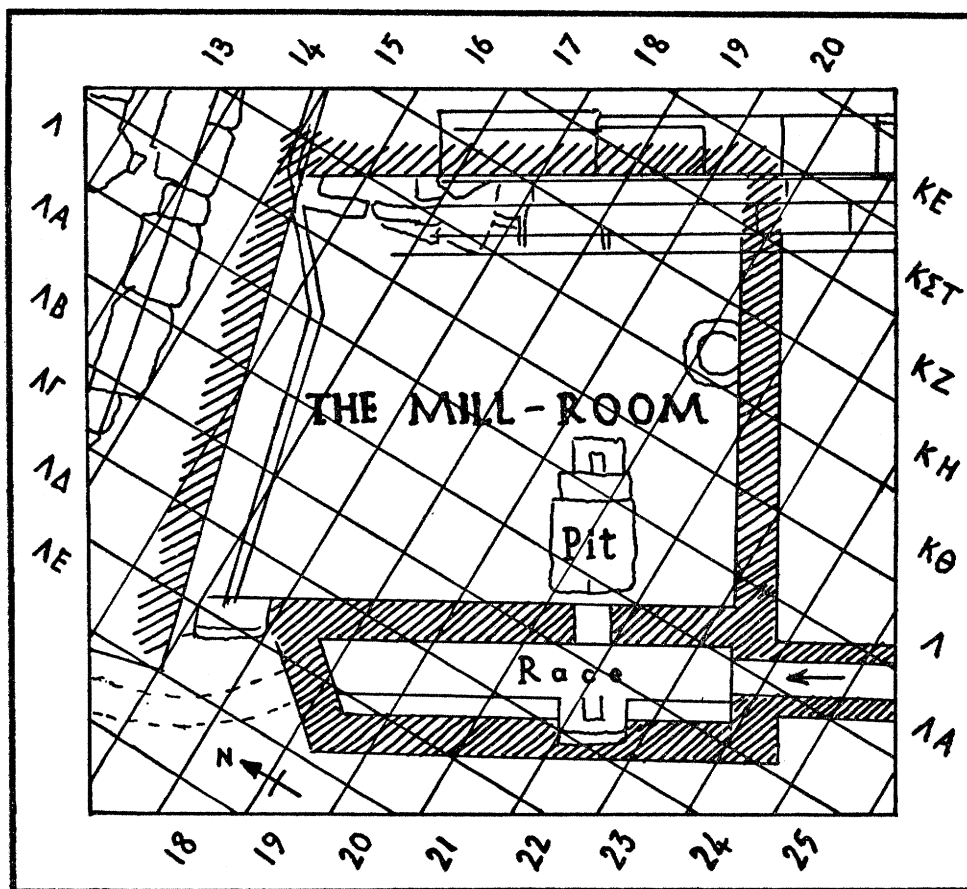 13 14 15 16 17 18 19 20
Λ
ΛΑ
ΛΒ
ΛΓ
ΛΔ
ΛΕ
ΚΕ
ΚΣΤ
ΚΖ
ΚΗ
ΚΘ
Λ
ΛΑ
THE MILL-ROOM
Pit
Race
N
18 19 20 21 22 23 24 25